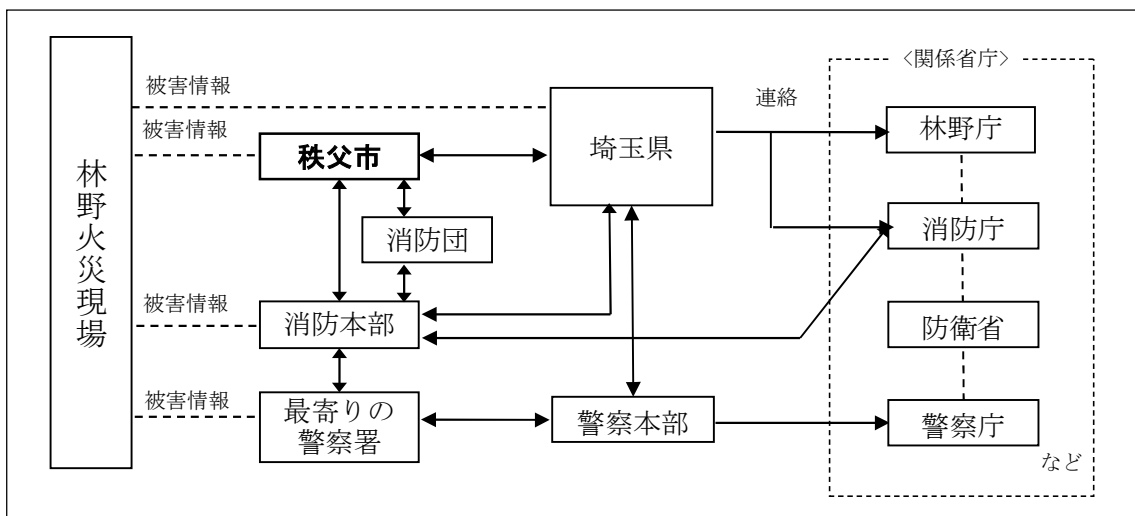 林野火災現場
被害情報
被害情報
被害情報
被害情報
秩父市
消防団
消防本部
最寄りの
警察署
埼玉県
警察本部
連絡
〈関係省庁〉
林野庁
消防庁
防衛省
警察庁
など